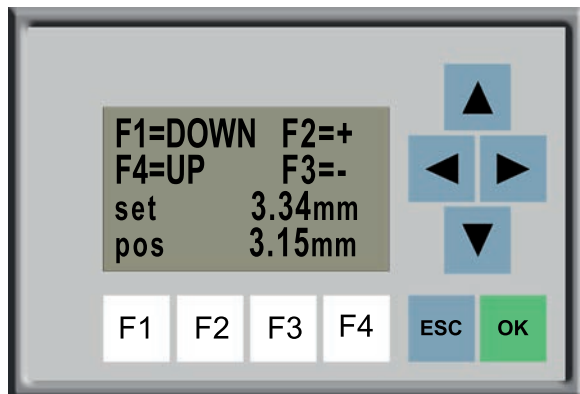 F1=DOWN F2=+
F4=UP F3=-
set 3.34mm
pos 3.15mm
F1 F2 F3 F4 ESC OK